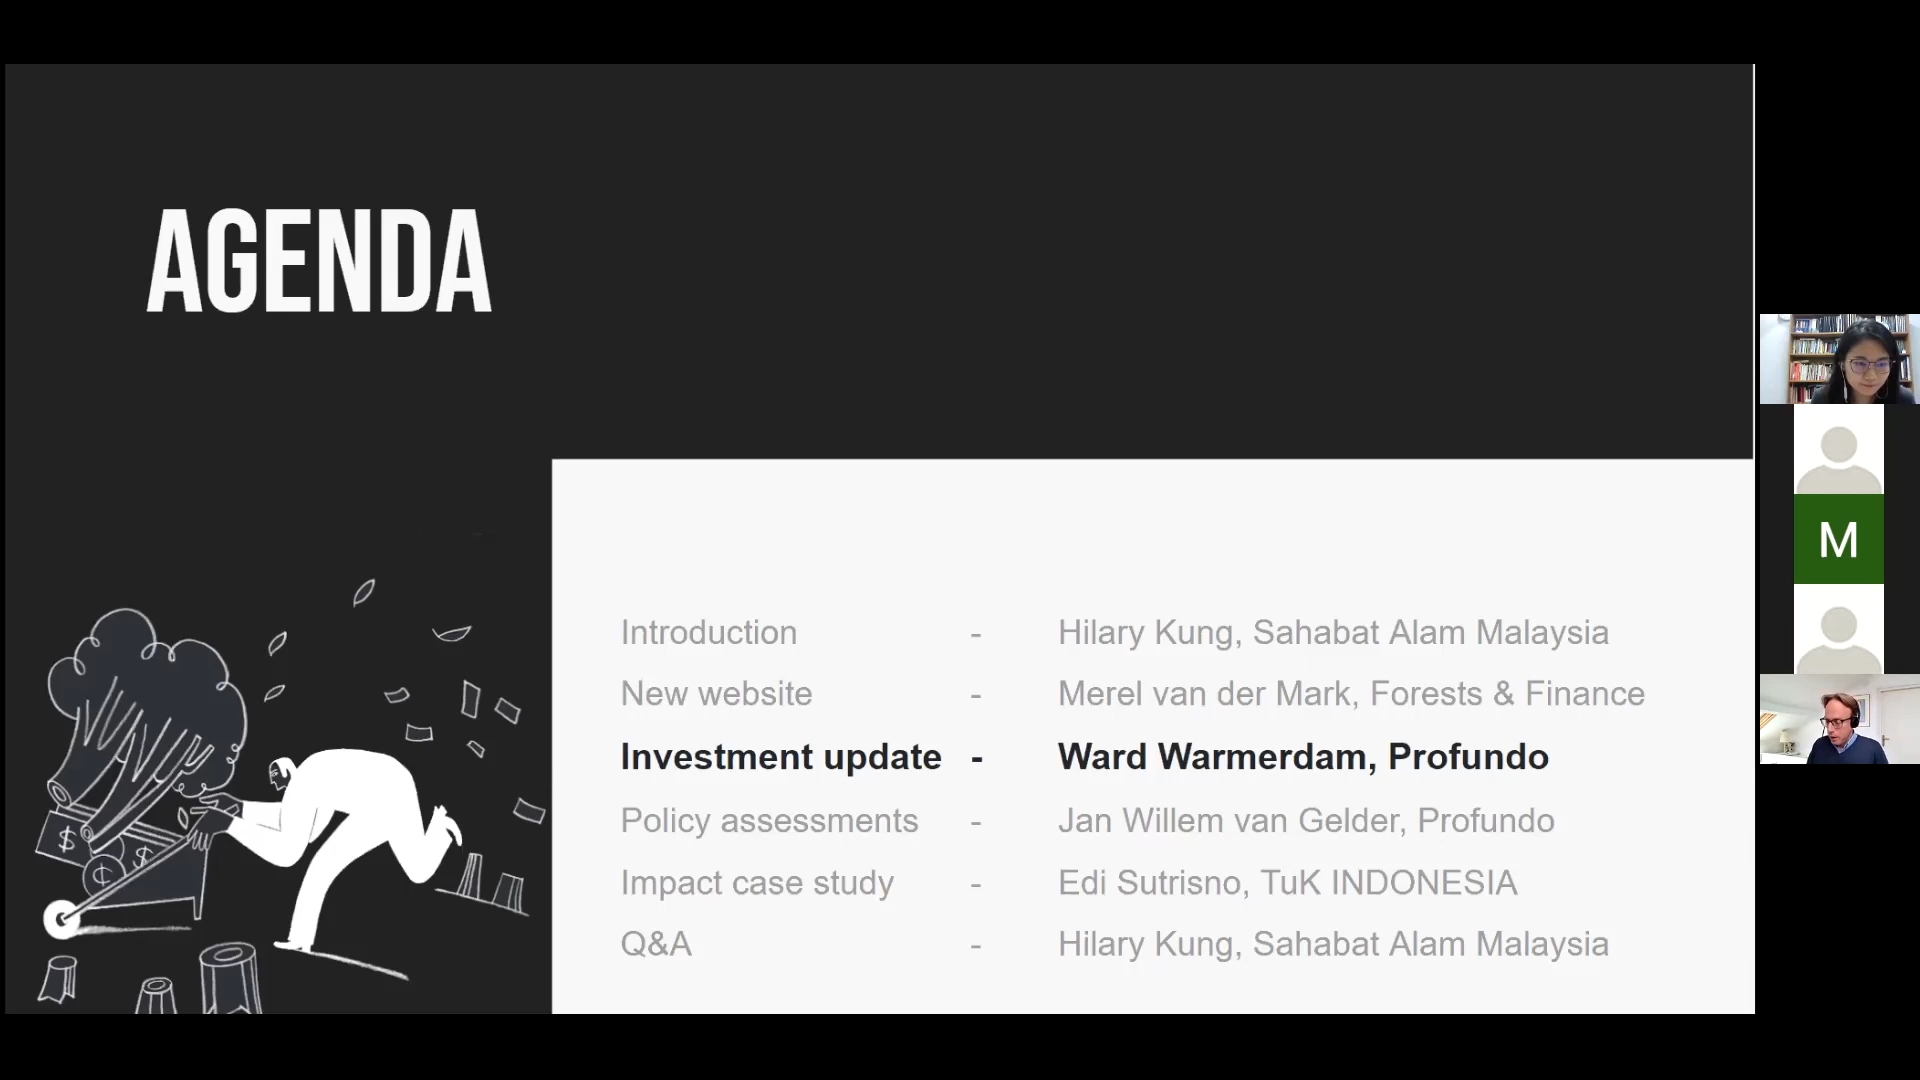 AGENDA
Introduction - Hilary Kung, Sahabat Alam Malaysia
New website - Merel van der Mark, Forests & Finance
Investment update - Ward Warmerdam, Profundo
Policy assessments - Jan Willem van Gelder, Profundo
Impact case study - Edi Sutrisno, TuK INDONESIA
Q&A - Hilary Kung, Sahabat Alam Malaysia
$
$
¢
M